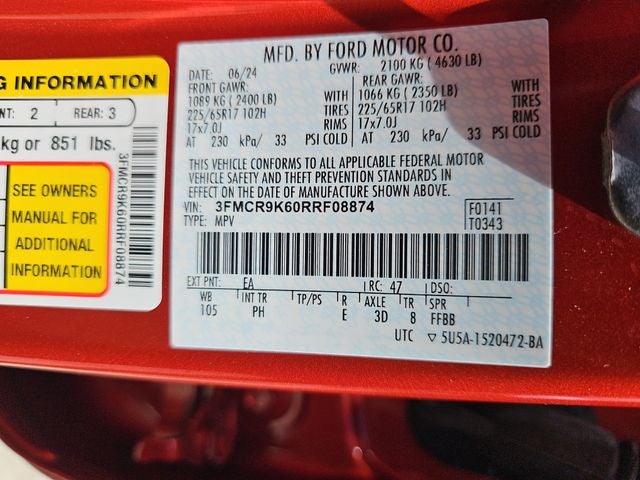 G INFORMATION
NT: 2 REAR: 3
kg or 851 lbs.
SEE OWNERS
MANUAL FOR
ADDITIONAL
INFORMATION
3FMCR9K60RRF08874
MFD. BY FORD MOTOR CO.
DATE: 06/24 GVWR: 2100 KG ( 4630 LB)
FRONT GAWR: REAR GAWR:
1089 KG ( 2400 LB) WITH 1066 KG ( 2350 LB) WITH
225/65R17 102H TIRES 225/65R17 102H TIRES
17x7.0J RIMS 17x7.0J RIMS
AT 230 kPa/ 33 PSI COLD AT 230 kPa/ 33 PSI COLD
THIS VEHICLE CONFORMS TO ALL APPLICABLE FEDERAL MOTOR
VEHICLE SAFETY AND THEFT PREVENTION STANDARDS IN
EFFECT ON THE DATE OF MANUFACTURE SHOWN ABOVE.
VIN: 3FMCR9K60RRF08874 F0141
TYPE: MPV T0343
EXT PNT: EA RC: 47 DSO:
WB INT TR TP/PS R AXLE TR SPR
105 PH E 3D 8 FFBB
UTC ▽ 5U5A-1520472-BA